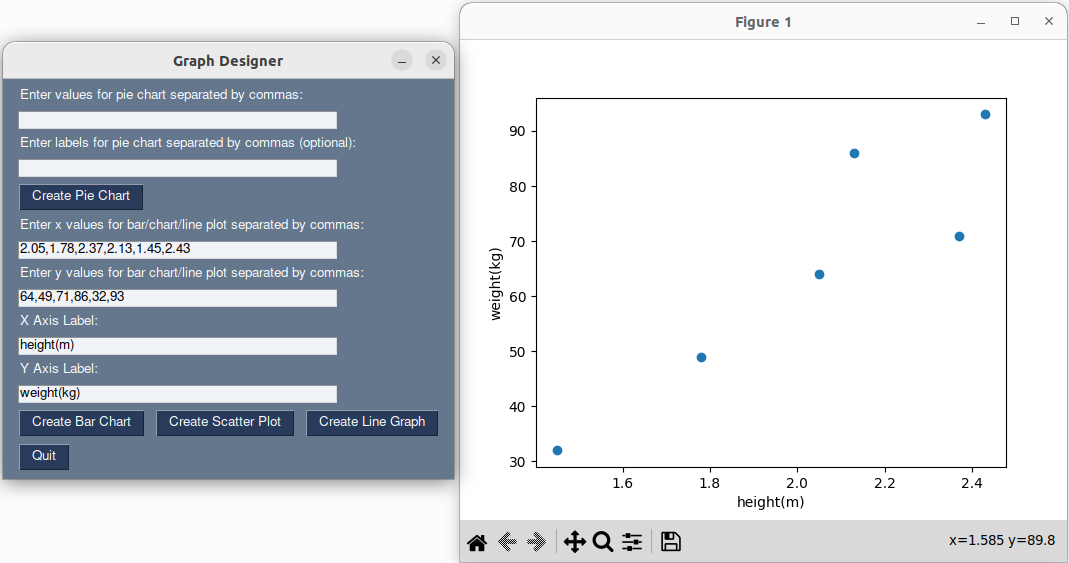 Graph Designer
Enter values for pie chart separated by commas:
Enter labels for pie chart separated by commas (optional):
Create Pie Chart
Enter x values for bar/chart/line plot separated by commas:
2.05,1.78,2.37,2.13,1.45,2.43
Enter y values for bar chart/line plot separated by commas:
64,49,71,86,32,93
X Axis Label:
height(m)
Y Axis Label:
weight(kg)
Create Bar Chart Create Scatter Plot Create Line Graph
Quit
Figure 1
90
80
70
60
50
40
30
weight(kg)
1.6 1.8 2.0 2.2 2.4
height(m)
x=1.585 y=89.8